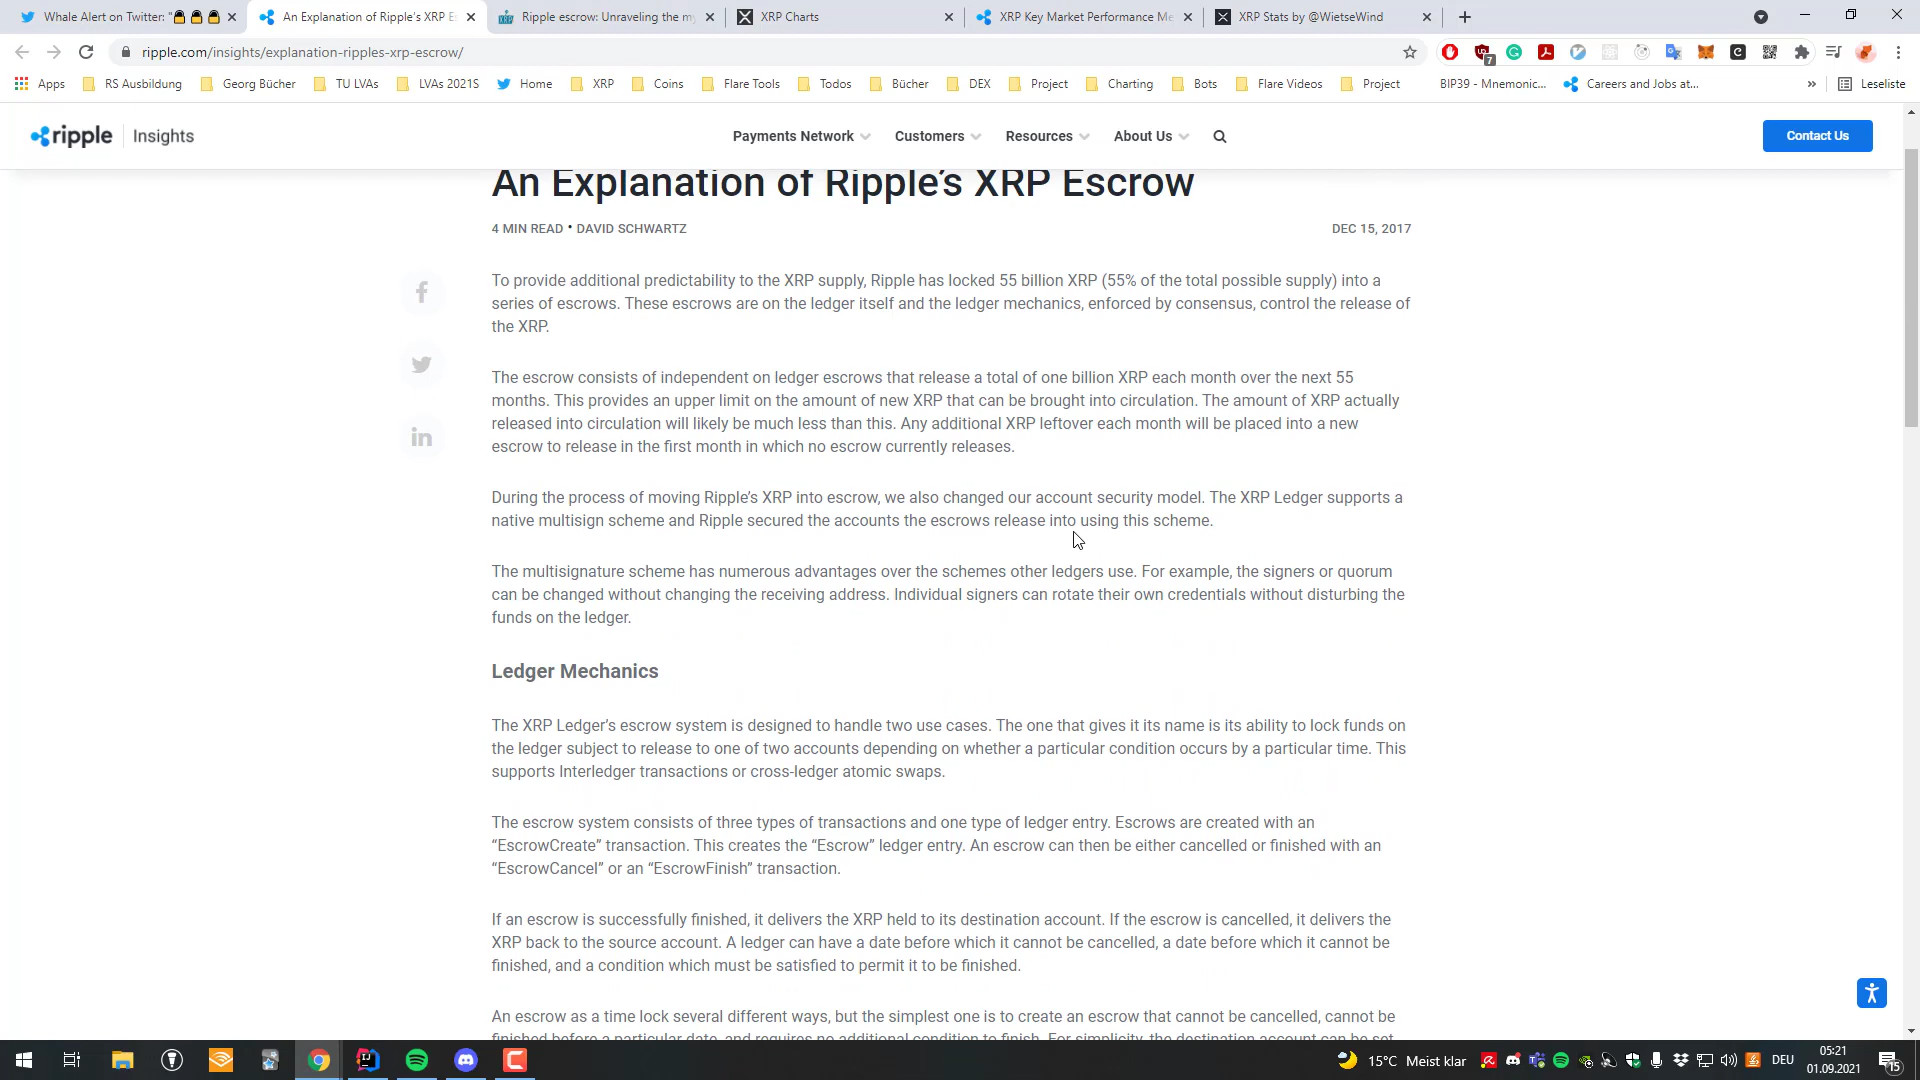 Whale Alert on Twitter: "🔒 🔒 🔒
An Explanation of Ripple's XRP E
Ripple escrow: Unraveling the my
XRP Charts
XRP Key Market Performance Me
XRP Stats by @WietseWind
ripple.com/insights/explanation-ripples-xrp-escrow/
7
Apps
RS Ausbildung
Georg Bücher
TU LVAs
LVAs 2021S
Home
XRP
Coins
Flare Tools
Todos
Bücher
DEX
Project
Charting
Bots
Flare Videos
Project
BIP39 - Mnemonic...
Careers and Jobs at...
»
Leseliste
ripple
Insights
Payments Network
Customers
Resources
About Us
Contact Us
An Explanation of Ripple's XRP Escrow
4 MIN READ • DAVID SCHWARTZ
DEC 15, 2017
To provide additional predictability to the XRP supply, Ripple has locked 55 billion XRP (55% of the total possible supply) into a
series of escrows. These escrows are on the ledger itself and the ledger mechanics, enforced by consensus, control the release of
the XRP.
The escrow consists of independent on ledger escrows that release a total of one billion XRP each month over the next 55
months. This provides an upper limit on the amount of new XRP that can be brought into circulation. The amount of XRP actually
released into circulation will likely be much less than this. Any additional XRP leftover each month will be placed into a new
escrow to release in the first month in which no escrow currently releases.
During the process of moving Ripple's XRP into escrow, we also changed our account security model. The XRP Ledger supports a
native multisign scheme and Ripple secured the accounts the escrows release into using this scheme.
The multisignature scheme has numerous advantages over the schemes other ledgers use. For example, the signers or quorum
can be changed without changing the receiving address. Individual signers can rotate their own credentials without disturbing the
funds on the ledger.
Ledger Mechanics
The XRP Ledger's escrow system is designed to handle two use cases. The one that gives it its name is its ability to lock funds on
the ledger subject to release to one of two accounts depending on whether a particular condition occurs by a particular time. This
supports Interledger transactions or cross-ledger atomic swaps.
The escrow system consists of three types of transactions and one type of ledger entry. Escrows are created with an
“EscrowCreate” transaction. This creates the “Escrow” ledger entry. An escrow can then be either cancelled or finished with an
“EscrowCancel” or an “EscrowFinish” transaction.
If an escrow is successfully finished, it delivers the XRP held to its destination account. If the escrow is cancelled, it delivers the
XRP back to the source account. A ledger can have a date before which it cannot be cancelled, a date before which it cannot be
finished, and a condition which must be satisfied to permit it to be finished.
An escrow as a time lock several different ways, but the simplest one is to create an escrow that cannot be cancelled, cannot be
finished before a particular date, and requires no additional condition to finish. For simplicity, the destination account can be set
15°C Meist klar
DEU
05:21
01.09.2021
15